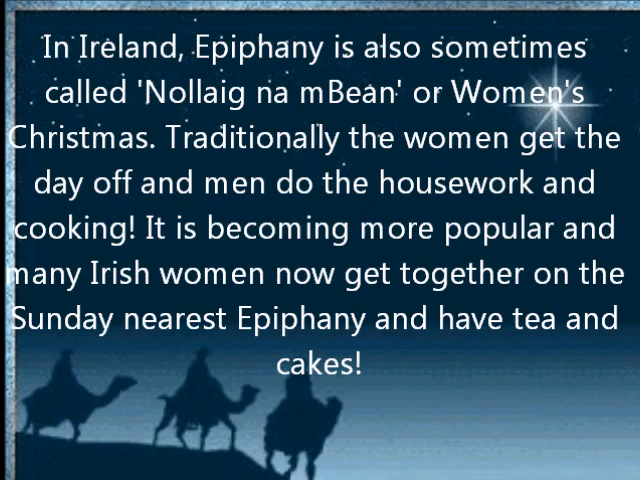 In Ireland, Epiphany is also sometimes
called 'Nollaig na mBean' or Women's
Christmas. Traditionally the women get the
day off and men do the housework and
cooking! It is becoming more popular and
many Irish women now get together on the
Sunday nearest Epiphany and have tea and
cakes!